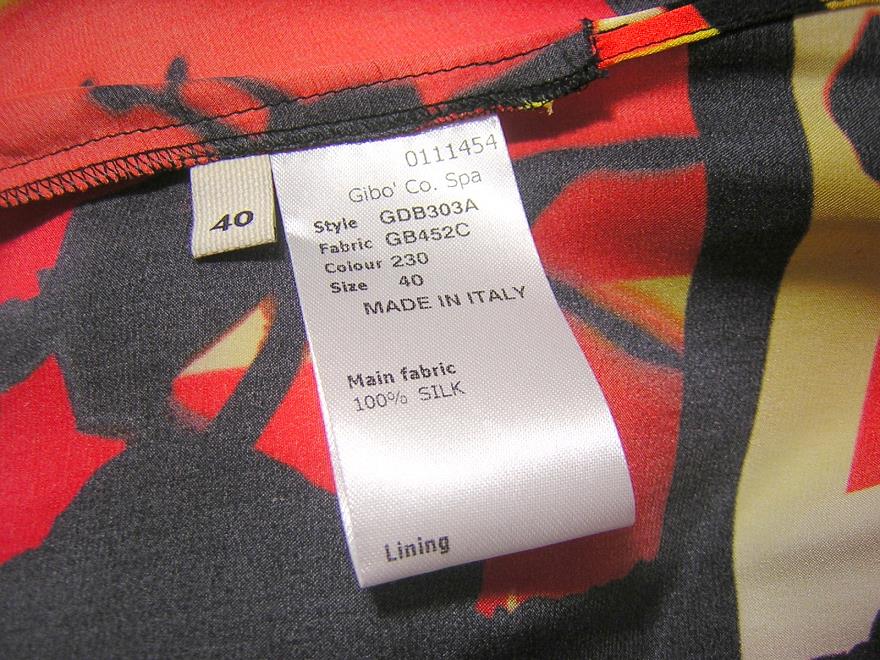 40
0111454
Gibo' Co. Spa
Style GDB303A
Fabric GB452C
Colour 230
Size 40
MADE IN ITALY
Main fabric
100% SILK
Lining